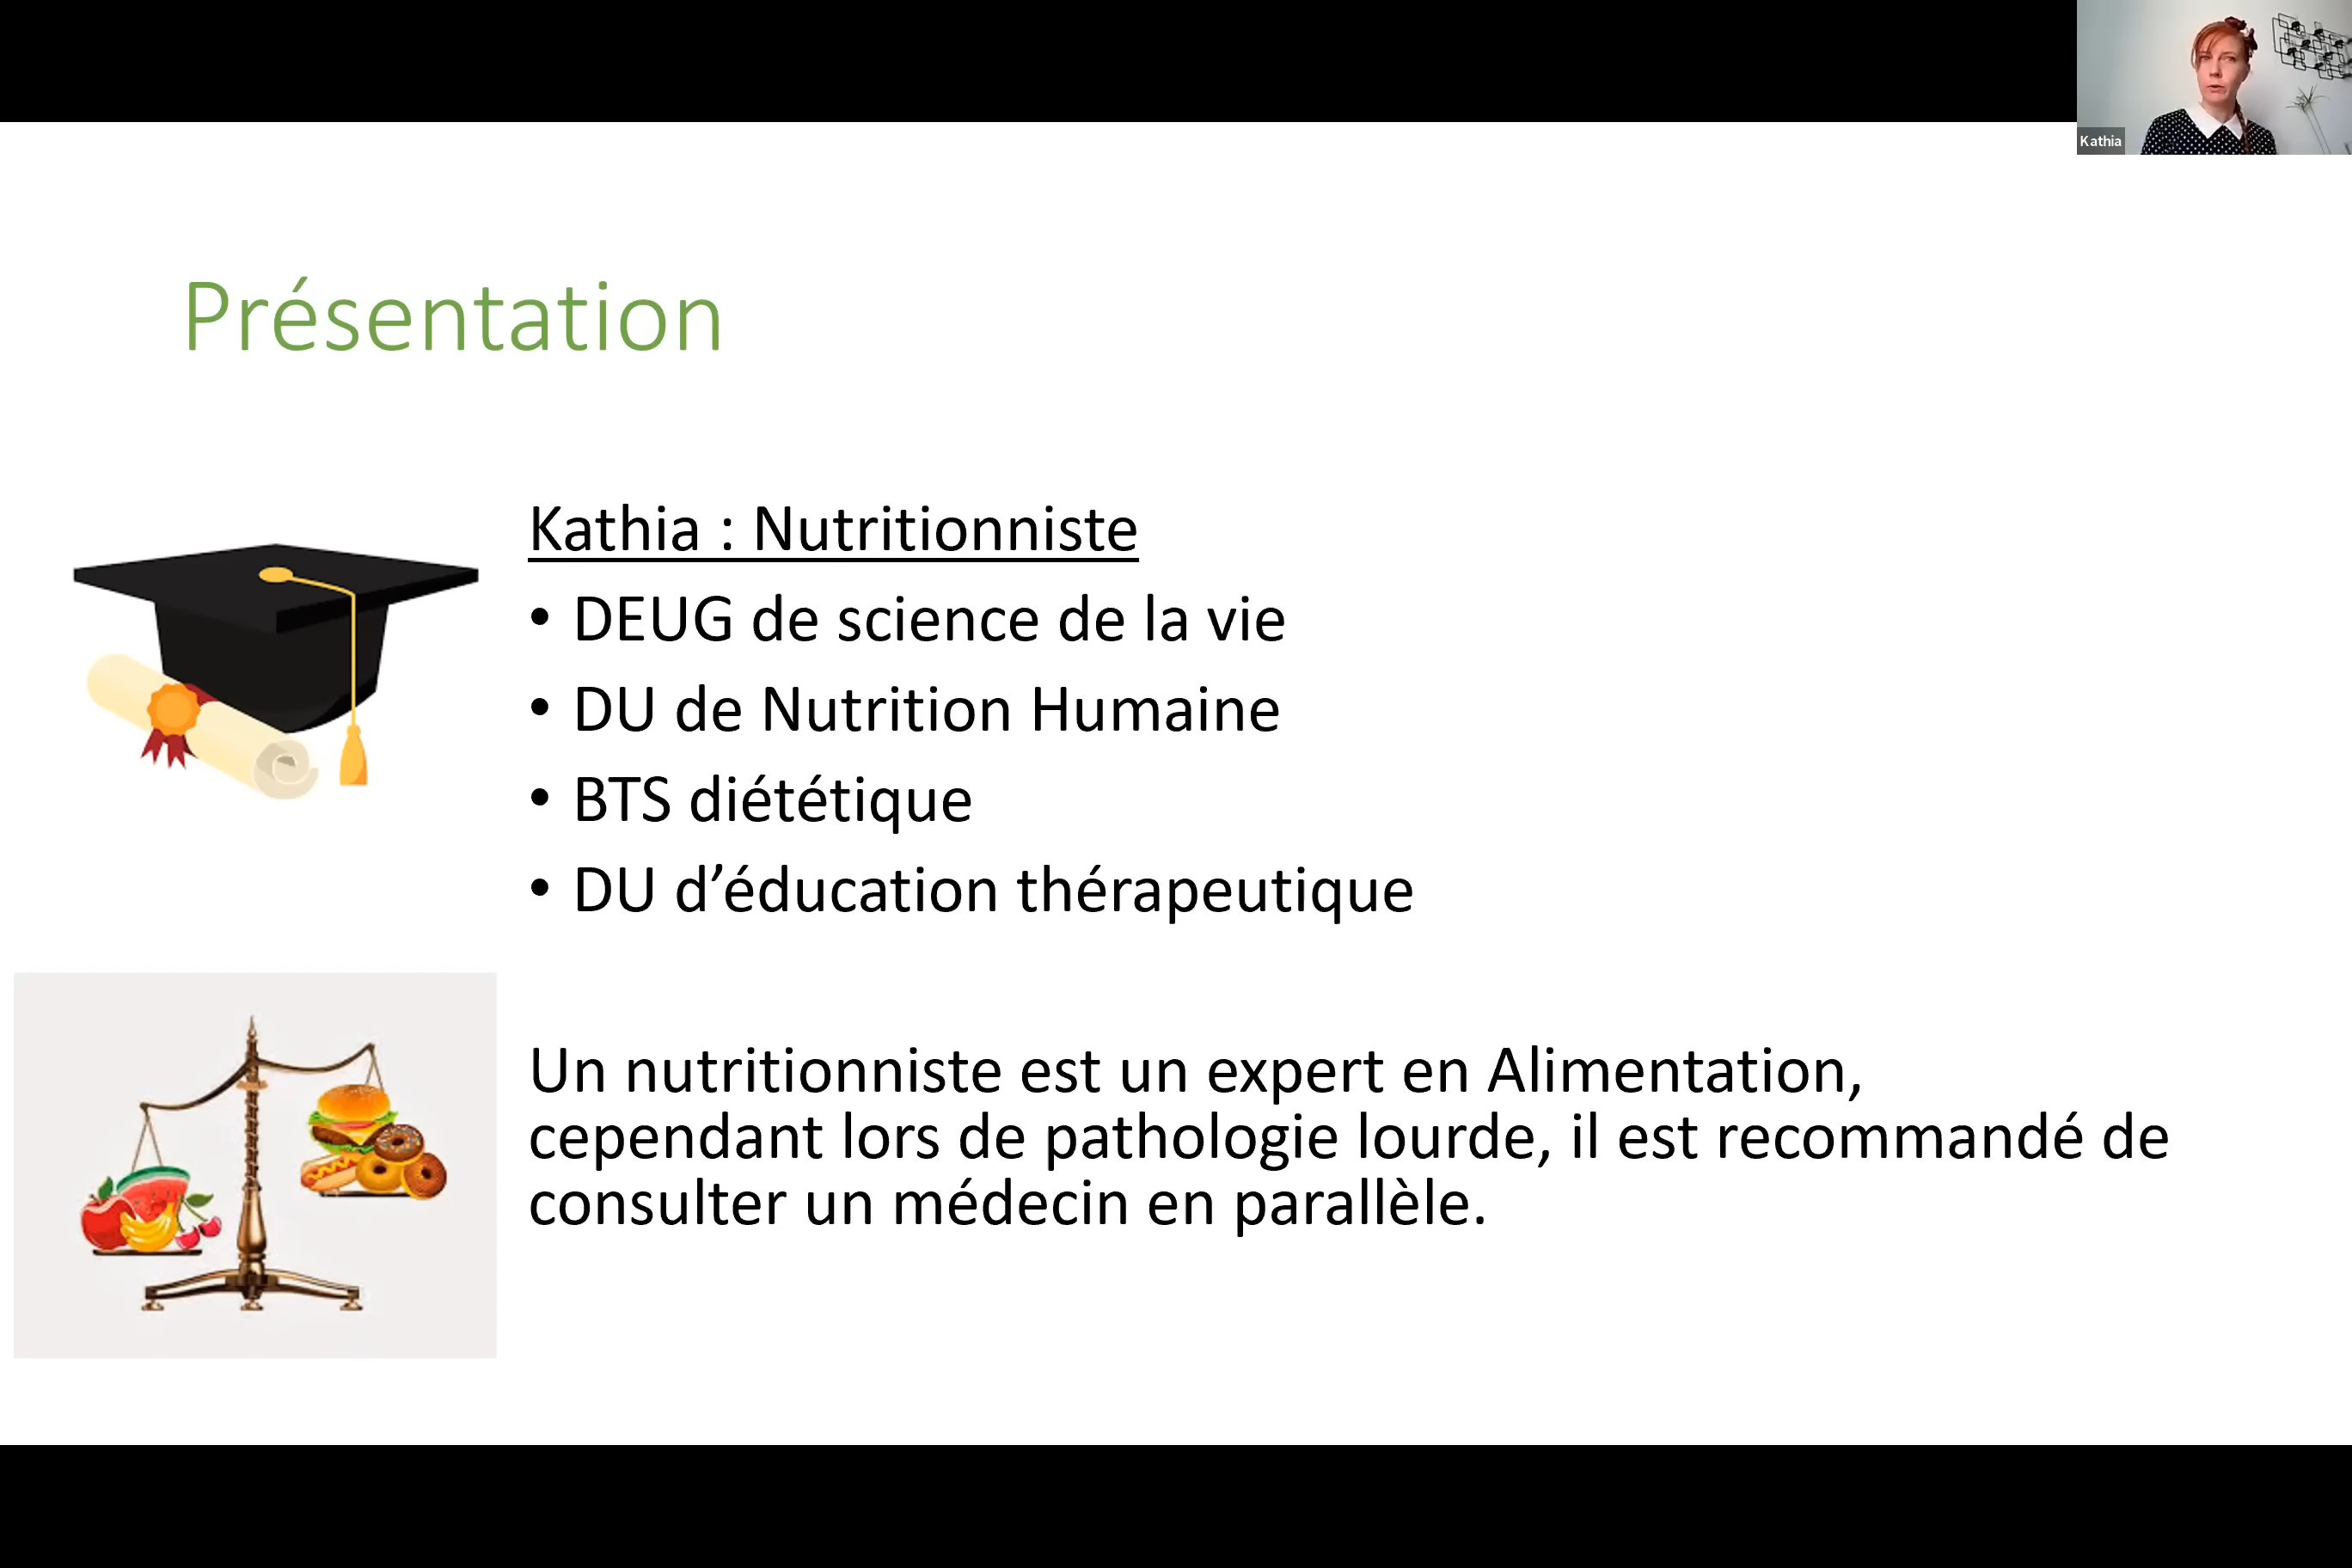 Kathia
Présentation
Kathia : Nutritionniste
• DEUG de science de la vie
• DU de Nutrition Humaine
• BTS diététique
• DU d’éducation thérapeutique
Un nutritionniste est un expert en Alimentation,
cependant lors de pathologie lourde, il est recommandé de
consulter un médecin en parallèle.